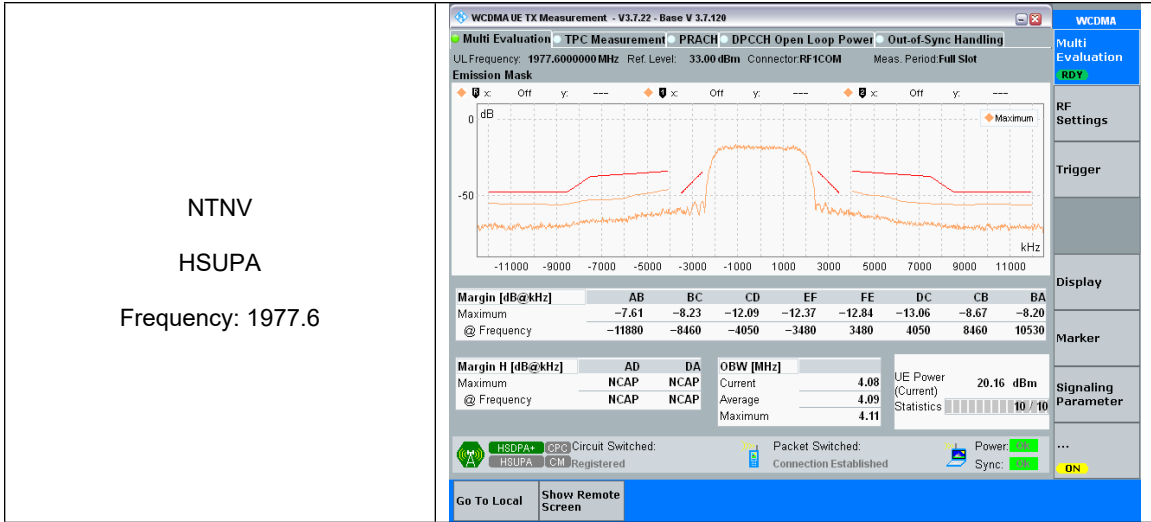 NTNV
HSUPA
Frequency: 1977.6
WCDMA UE TX Measurement - V3.7.22 - Base V 3.7.120
Multi Evaluation TPC Measurement PRACH DPCCH Open Loop Power Out-of-Sync Handling
UL Frequency: 1977.6000000 MHz Ref. Level: 33.00 dBm Connector:RF1COM Meas. Period:Full Slot
Emission Mask
R x: Off y: --- 1 x: Off y: --- 2 x: Off y: ---
dB
Maximum
0
-50
kHz
-11000 -9000 -7000 -5000 -3000 -1000 1000 3000 5000 7000 9000 11000
Margin [dB@kHz] AB BC CD EF FE DC CB BA
Maximum -7.61 -8.23 -12.09 -12.37 -12.84 -13.06 -8.67 -8.20
@ Frequency -11880 -8460 -4050 -3480 3480 4050 8460 10530
Margin H [dB@kHz] AD DA
Maximum NCAP NCAP
@ Frequency NCAP NCAP
OBW [MHz]
Current 4.08
Average 4.09
Maximum 4.11
UE Power
(Current) 20.16 dBm
Statistics 10 / 10
HSDPA+ CPC Circuit Switched:
HSUPA CM Registered
Packet Switched:
Connection Established
Power: OK
Sync: OK
WCDMA
Multi
Evaluation
RDY
RF
Settings
Trigger
Display
Marker
Signaling
Parameter
...
ON
Go To Local
Show Remote
Screen